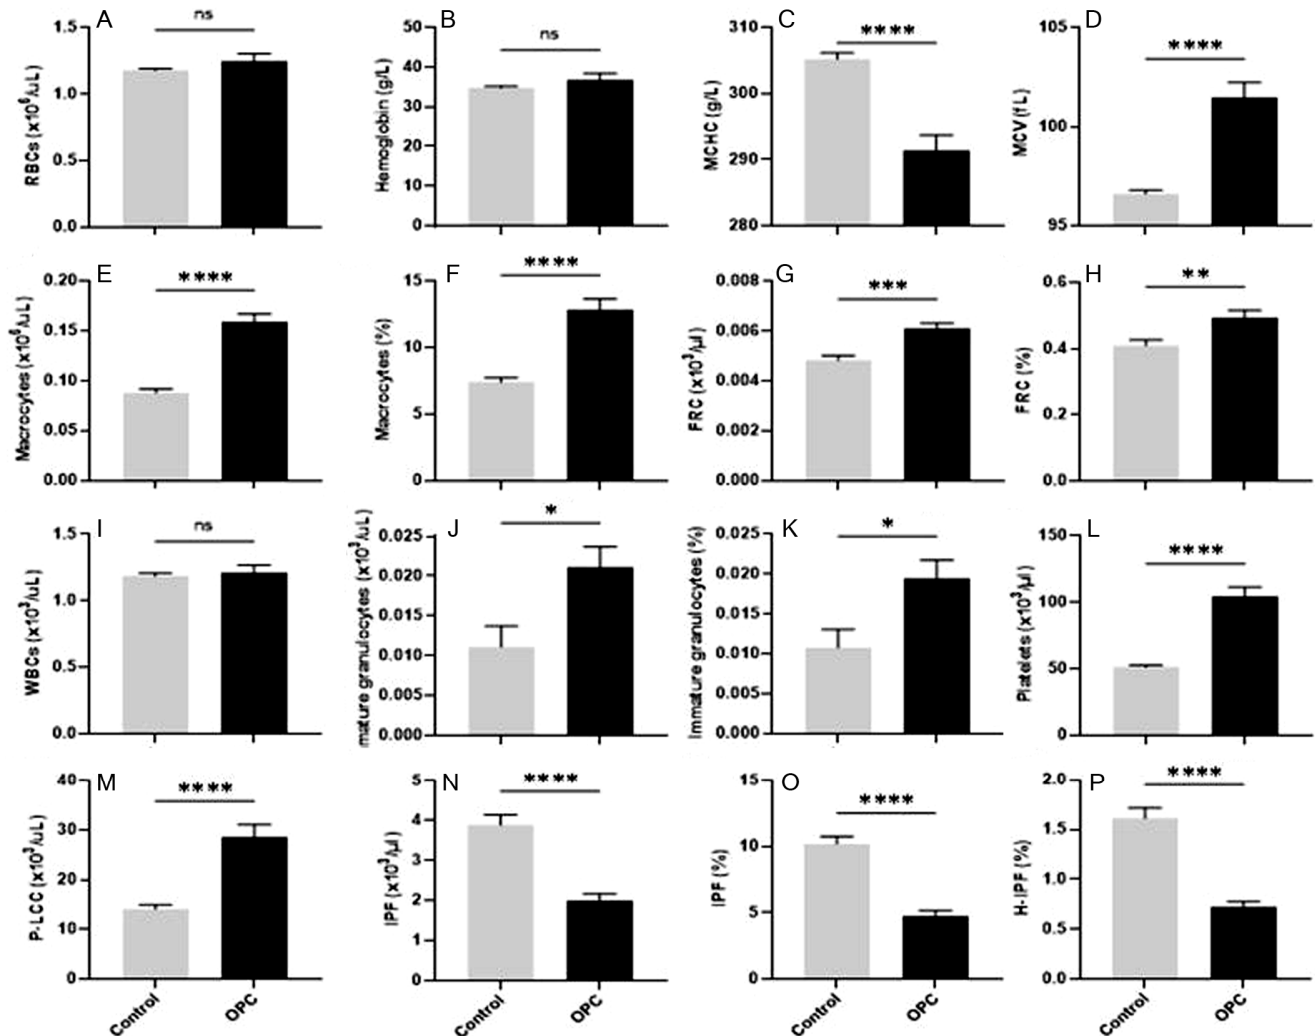 A
ns
RBCs (x10⁶/uL)
1.5
1.0
0.5
0.0
B
ns
Hemoglobin (g/L)
50
40
30
20
10
0
C
****
MCHC (g/L)
310
300
290
280
D
****
MCV (fL)
105
100
95
E
****
Macrocytes (x10⁶/uL)
0.20
0.15
0.10
0.05
0.00
F
****
Macrocytes (%)
15
10
5
0
G
***
FRC (x10³/µl)
0.008
0.006
0.004
0.002
0.000
H
**
FRC (%)
0.6
0.4
0.2
0.0
I
ns
WBCs (x10³/uL)
1.5
1.0
0.5
0.0
J
*
mature granulocytes (x10³/uL)
0.025
0.020
0.015
0.010
0.005
0.000
K
*
Immature granulocytes (%)
0.025
0.020
0.015
0.010
0.005
0.000
L
****
Platelets (x10³/µl)
150
100
50
0
M
****
P-LCC (x10³/uL)
40
30
20
10
0
Control
OPC
N
****
IPF (x10³/µl)
5
4
3
2
1
0
Control
OPC
O
****
IPF (%)
15
10
5
0
Control
OPC
P
****
H-IPF (%)
2.0
1.5
1.0
0.5
0.0
Control
OPC